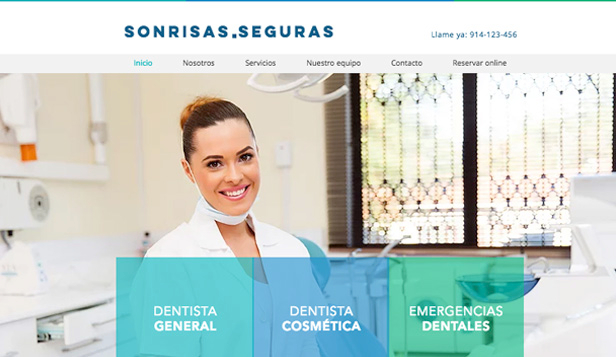 SONRISAS.SEGURAS
Llame ya: 914-123-456
Inicio Nosotros Servicios Nuestro equipo Contacto Reservar online
DENTISTA
GENERAL
DENTISTA
COSMÉTICA
EMERGENCIAS
DENTALES